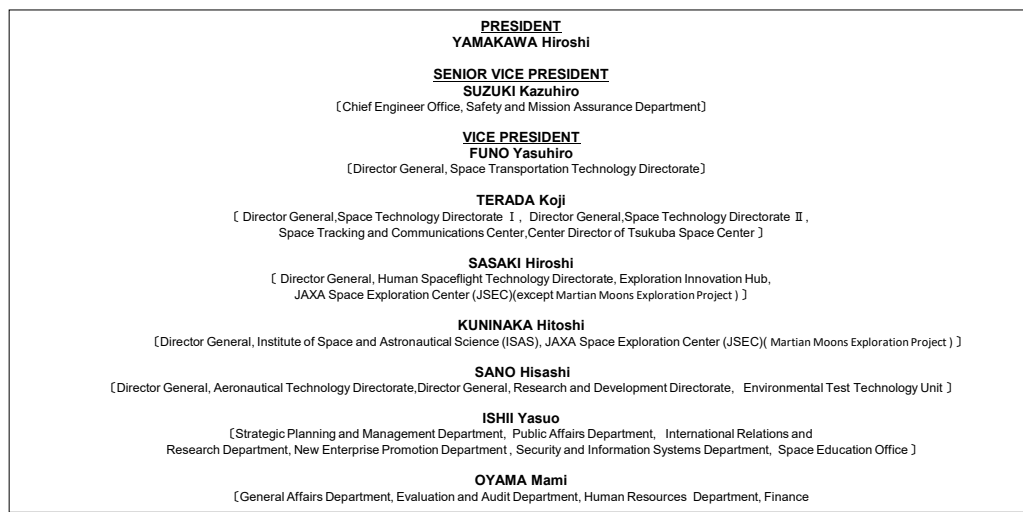 PRESIDENT
YAMAKAWA Hiroshi
SENIOR VICE PRESIDENT
SUZUKI Kazuhiro
〔Chief Engineer Office, Safety and Mission Assurance Department〕
VICE PRESIDENT
FUNO Yasuhiro
〔Director General, Space Transportation Technology Directorate〕
TERADA Koji
〔 Director General,Space Technology Directorate Ⅰ, Director General,Space Technology Directorate Ⅱ,
Space Tracking and Communications Center,Center Director of Tsukuba Space Center 〕
SASAKI Hiroshi
〔 Director General, Human Spaceflight Technology Directorate, Exploration Innovation Hub,
JAXA Space Exploration Center (JSEC)(except Martian Moons Exploration Project ) 〕
KUNINAKA Hitoshi
〔Director General, Institute of Space and Astronautical Science (ISAS), JAXA Space Exploration Center (JSEC)( Martian Moons Exploration Project ) 〕
SANO Hisashi
〔Director General, Aeronautical Technology Directorate,Director General, Research and Development Directorate, Environmental Test Technology Unit 〕
ISHII Yasuo
〔Strategic Planning and Management Department, Public Affairs Department, International Relations and
Research Department, New Enterprise Promotion Department , Security and Information Systems Department, Space Education Office 〕
OYAMA Mami
〔General Affairs Department, Evaluation and Audit Department, Human Resources Department, Finance